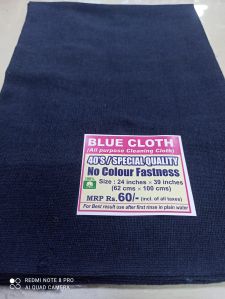 BLUE CLOTH
(All purpose Cleaning Cloth)
40'S/SPECIAL QUALITY
No Colour Fastness
Size : 24 inches × 39 inches
(62 cms × 100 cms)
MRP Rs.60/- (incl. of all taxes)
For Best result use after first rinse in plain water
REDMI NOTE 8 PRO
AI QUAD CAMERA